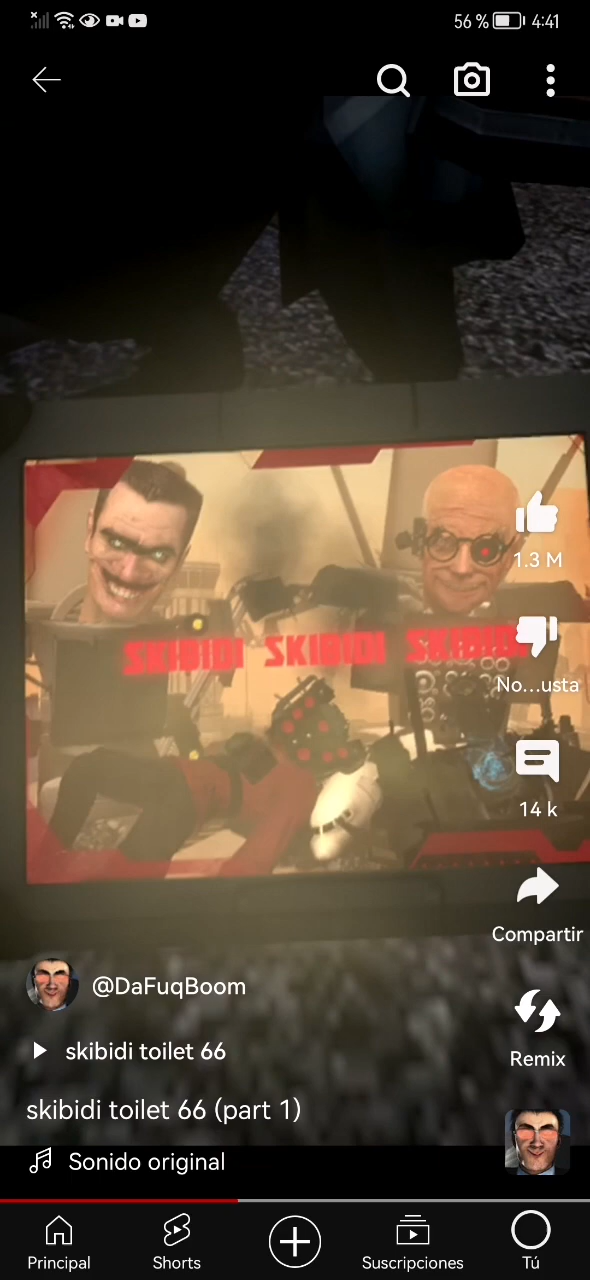 56 % 4:41
SKIBIDI SKIBIDI SKIBIDI
1.3 M
No...usta
14 k
Compartir
@DaFuqBoom
skibidi toilet 66
Remix
skibidi toilet 66 (part 1)
Sonido original
Principal
Shorts
Suscripciones
Tú